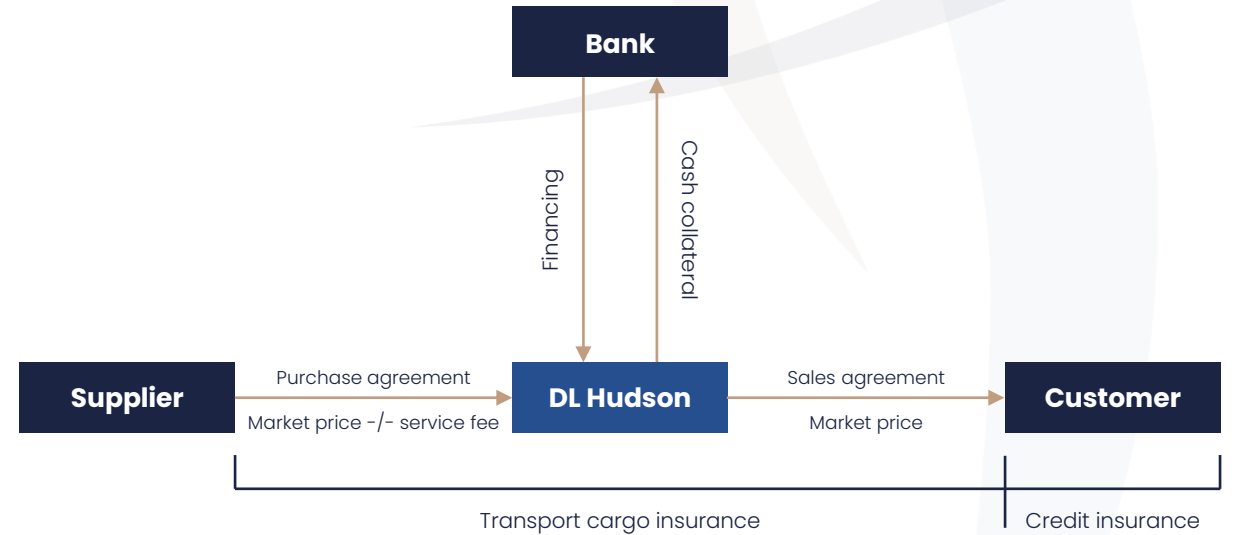 Bank
Financing
Cash collateral
Supplier
Purchase agreement
Market price -/- service fee
DL Hudson
Sales agreement
Market price
Customer
Transport cargo insurance
Credit insurance